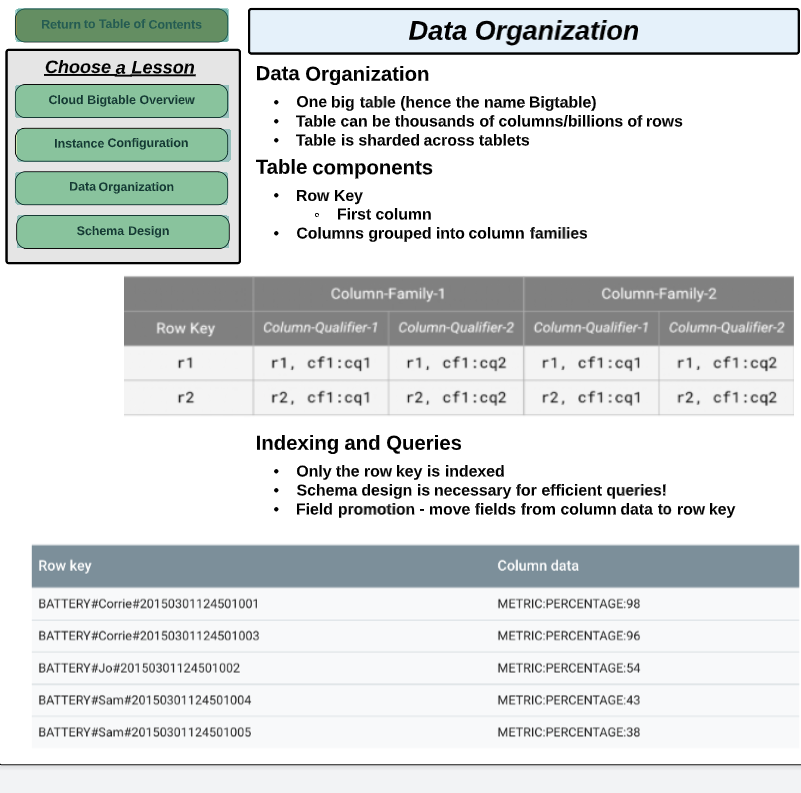 Return to Table of Contents
Data Organization
Choose a Lesson
Cloud Bigtable Overview
Instance Configuration
Data Organization
Schema Design
Data Organization
• One big table (hence the name Bigtable)
• Table can be thousands of columns/billions of rows
• Table is sharded across tablets
Table components
• Row Key
◦ First column
• Columns grouped into column families
Column-Family-1 Column-Family-2
Row Key Column-Qualifier-1 Column-Qualifier-2 Column-Qualifier-1 Column-Qualifier-2
r1 r1, cf1:cq1 r1, cf1:cq2 r1, cf1:cq1 r1, cf1:cq2
r2 r2, cf1:cq1 r2, cf1:cq2 r2, cf1:cq1 r2, cf1:cq2
Indexing and Queries
• Only the row key is indexed
• Schema design is necessary for efficient queries!
• Field promotion - move fields from column data to row key
Row key Column data
BATTERY#Corrie#20150301124501001 METRIC:PERCENTAGE:98
BATTERY#Corrie#20150301124501003 METRIC:PERCENTAGE:96
BATTERY#Jo#20150301124501002 METRIC:PERCENTAGE:54
BATTERY#Sam#20150301124501004 METRIC:PERCENTAGE:43
BATTERY#Sam#20150301124501005 METRIC:PERCENTAGE:38